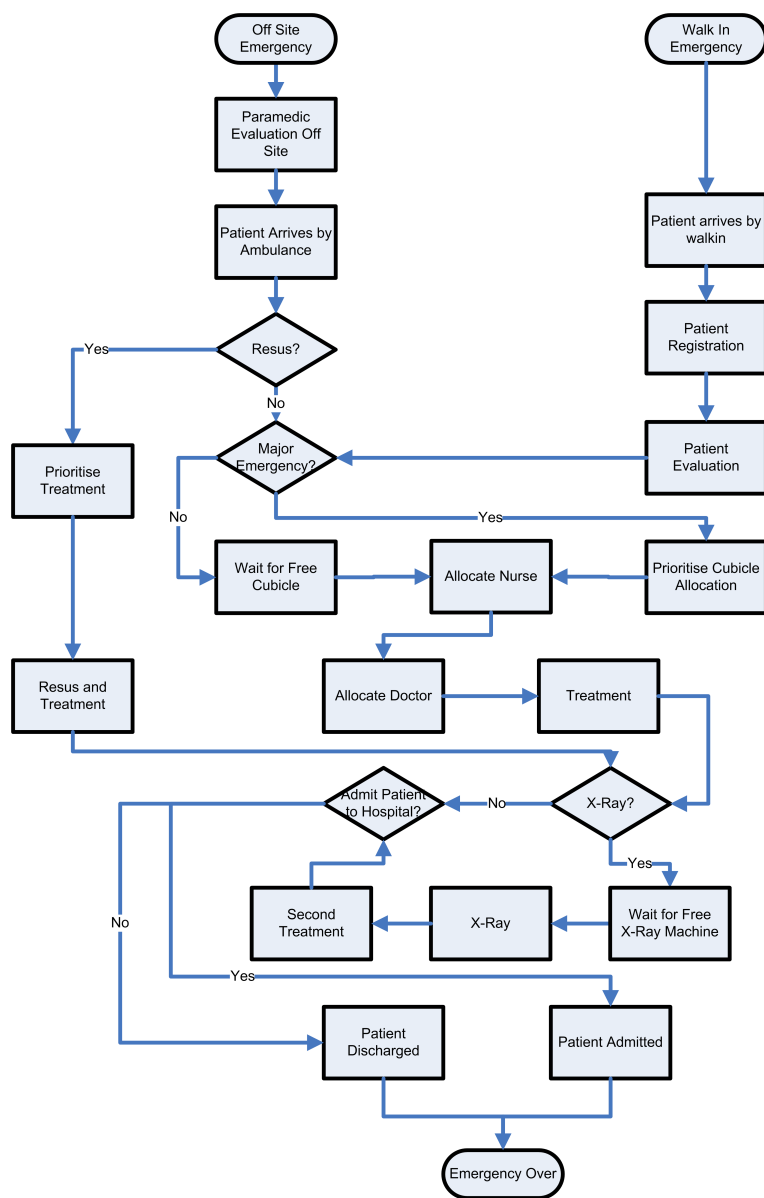 Off Site
Emergency
Walk In
Emergency
Paramedic
Evaluation Off
Site
Patient Arrives by
Ambulance
Patient arrives by
walkin
Resus?
Yes
No
Patient
Registration
Major
Emergency?
Patient
Evaluation
Prioritise
Treatment
No
Yes
Wait for Free
Cubicle
Allocate Nurse
Prioritise Cubicle
Allocation
Resus and
Treatment
Allocate Doctor
Treatment
Admit Patient
to Hospital?
No
X-Ray?
Yes
Second
Treatment
X-Ray
Wait for Free
X-Ray Machine
No
Yes
Patient
Discharged
Patient Admitted
Emergency Over